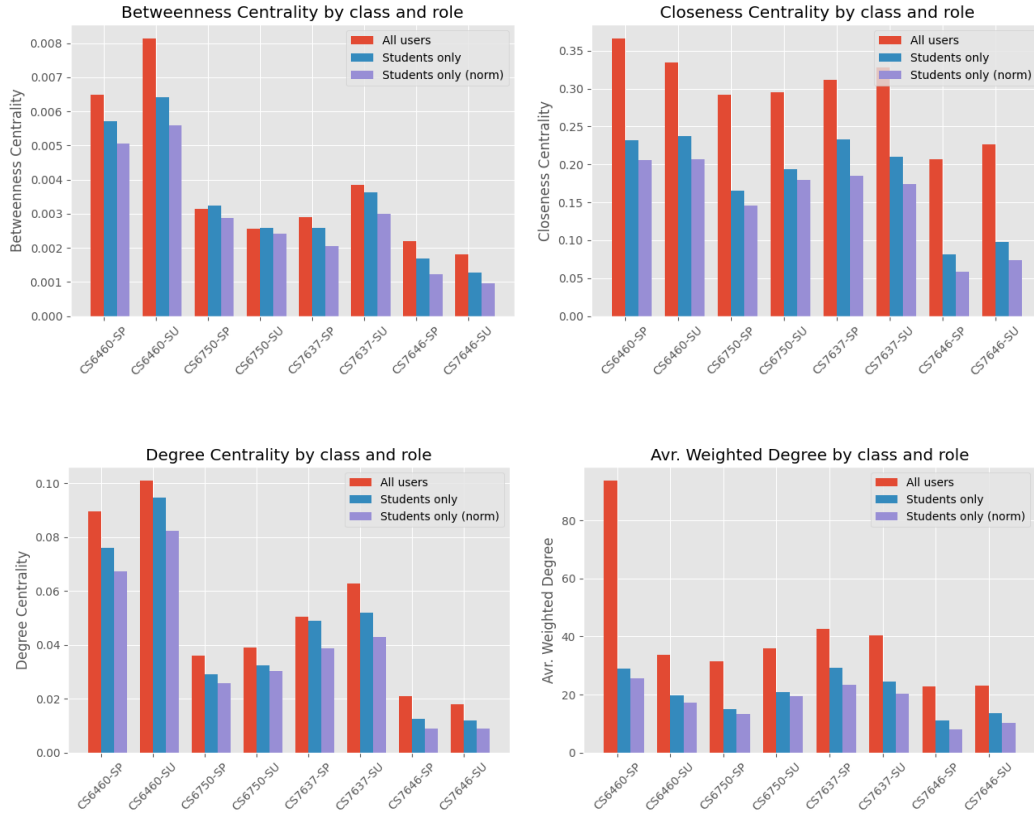 Betweenness Centrality by class and role
Betweenness Centrality
0.008
0.007
0.006
0.005
0.004
0.003
0.002
0.001
0.000
All users
Students only
Students only (norm)
CS6460-SP
CS6460-SU
CS6750-SP
CS6750-SU
CS7637-SP
CS7637-SU
CS7646-SP
CS7646-SU
Closeness Centrality by class and role
Closeness Centrality
0.35
0.30
0.25
0.20
0.15
0.10
0.05
0.00
All users
Students only
Students only (norm)
CS6460-SP
CS6460-SU
CS6750-SP
CS6750-SU
CS7637-SP
CS7637-SU
CS7646-SP
CS7646-SU
Degree Centrality by class and role
Degree Centrality
0.10
0.08
0.06
0.04
0.02
0.00
All users
Students only
Students only (norm)
CS6460-SP
CS6460-SU
CS6750-SP
CS6750-SU
CS7637-SP
CS7637-SU
CS7646-SP
CS7646-SU
Avr. Weighted Degree by class and role
Avr. Weighted Degree
80
60
40
20
0
All users
Students only
Students only (norm)
CS6460-SP
CS6460-SU
CS6750-SP
CS6750-SU
CS7637-SP
CS7637-SU
CS7646-SP
CS7646-SU